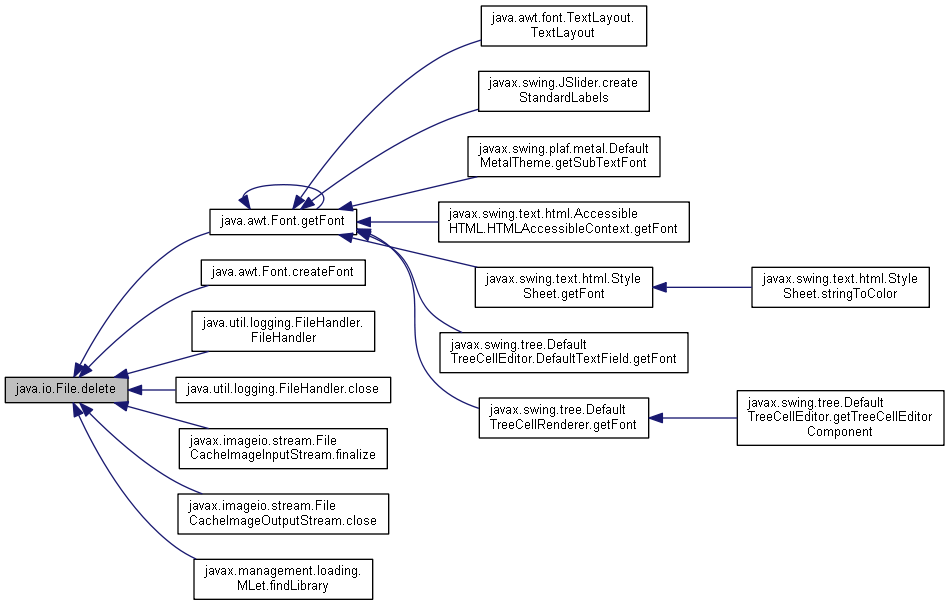 java.awt.font.TextLayout.
TextLayout
javax.swing.JSlider.create
StandardLabels
javax.swing.plaf.metal.Default
MetalTheme.getSubTextFont
javax.swing.text.html.Accessible
HTML.HTMLAccessibleContext.getFont
java.awt.Font.getFont
java.awt.Font.createFont
javax.swing.text.html.Style
Sheet.getFont
javax.swing.text.html.Style
Sheet.stringToColor
java.util.logging.FileHandler.
FileHandler
javax.swing.tree.Default
TreeCellEditor.DefaultTextField.getFont
java.io.File.delete
java.util.logging.FileHandler.close
javax.swing.tree.Default
TreeCellRenderer.getFont
javax.swing.tree.Default
TreeCellEditor.getTreeCellEditor
Component
javax.imageio.stream.File
CacheImageInputStream.finalize
javax.imageio.stream.File
CacheImageOutputStream.close
javax.management.loading.
MLet.findLibrary